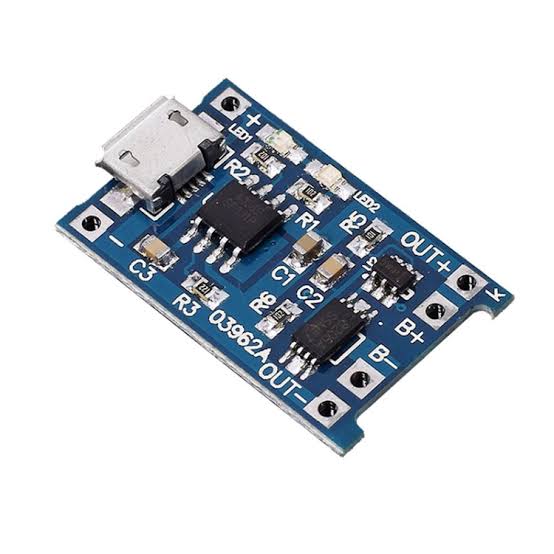 +
LED1
LED2
R2
R1
R5
OUT+
-
C3
C1
C2
R3
R6
B+
03962A
B-
OUT-